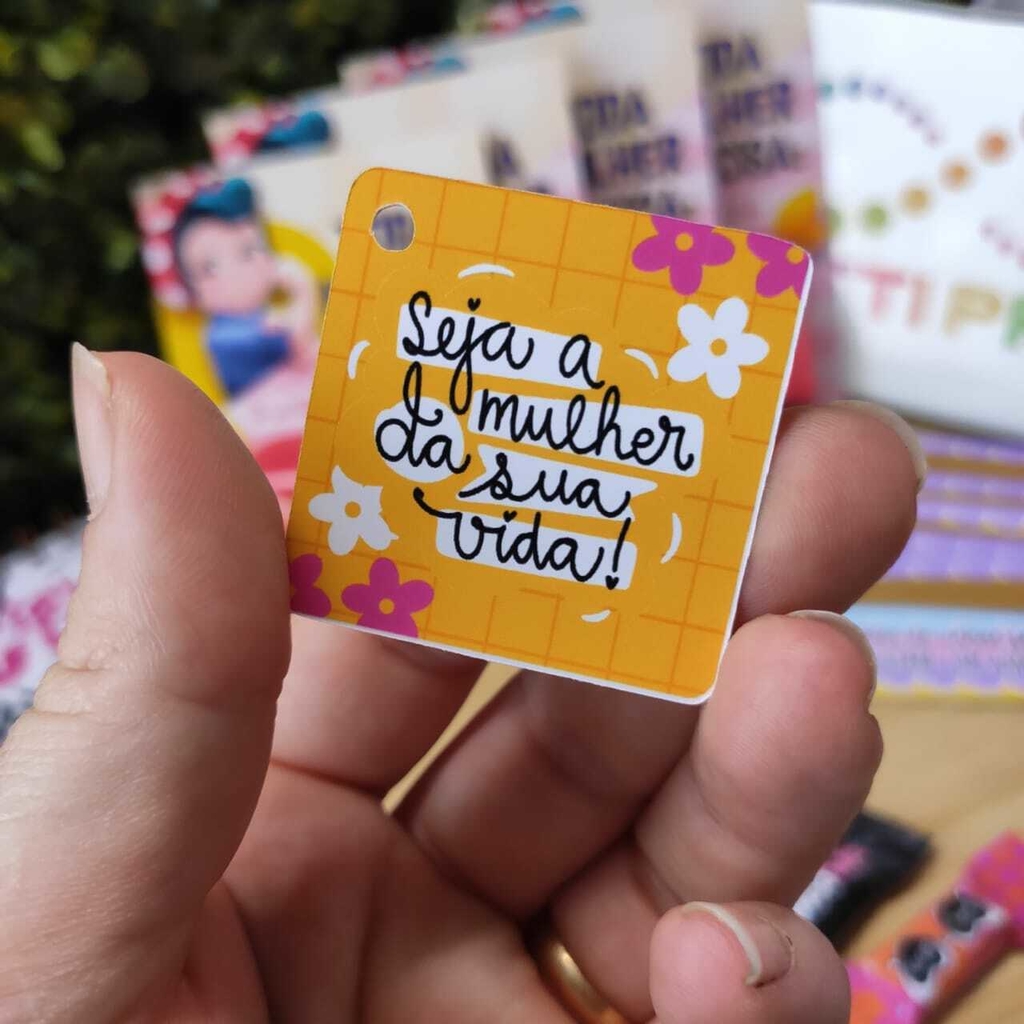 Seja a
mulher
da sua
vida!